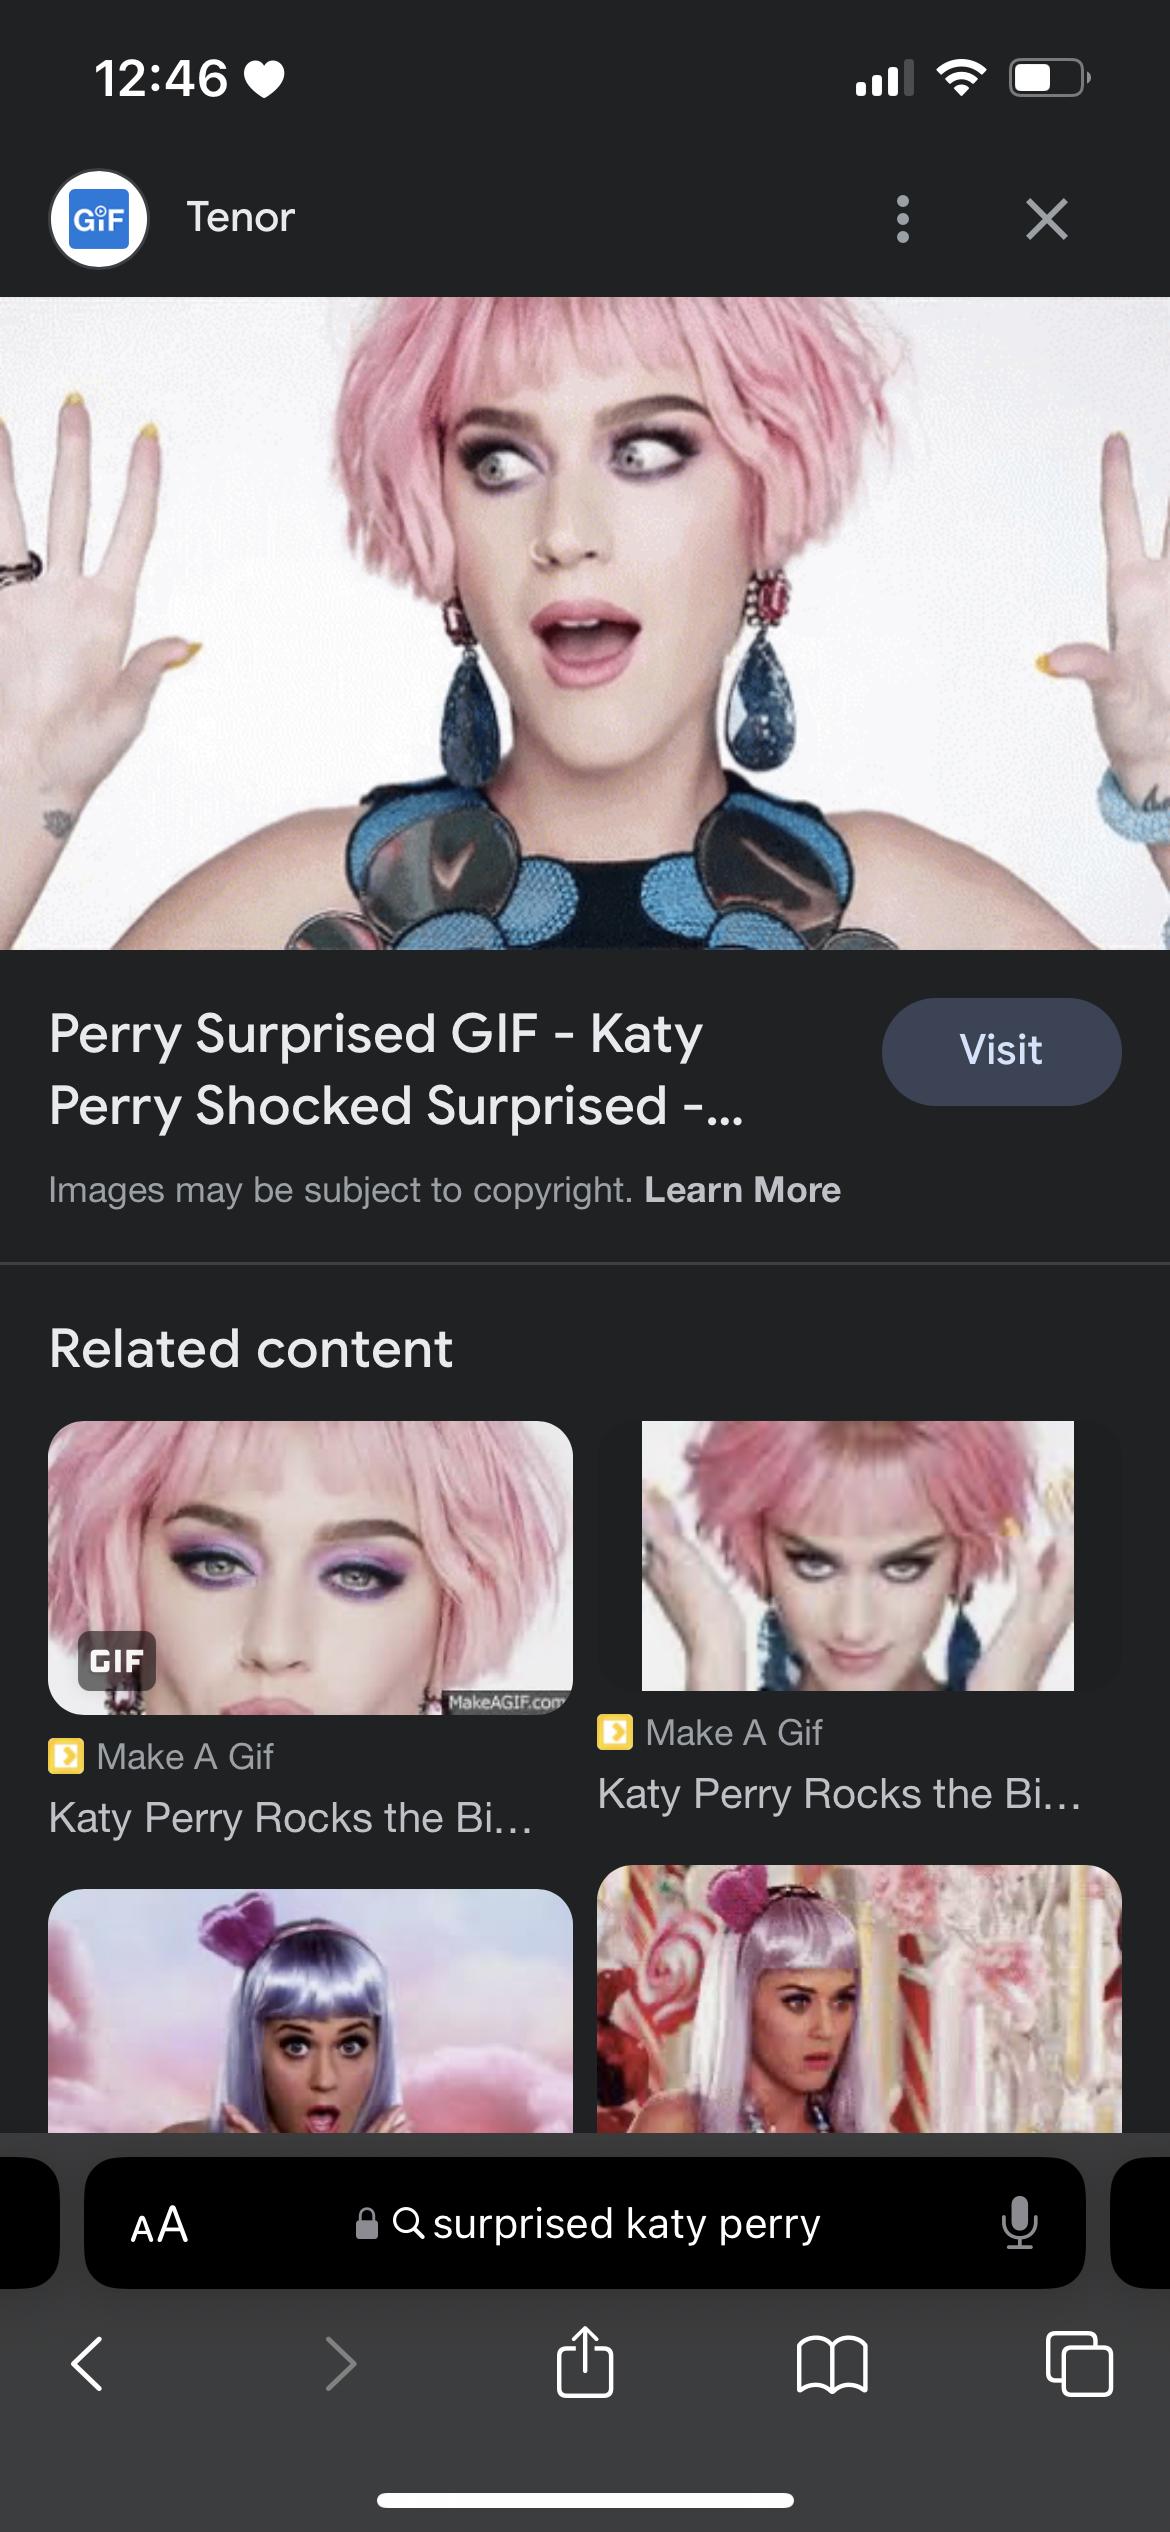 12:46
GIF
Tenor
Perry Surprised GIF - Katy
Perry Shocked Surprised -...
Visit
Images may be subject to copyright. Learn More
Related content
GIF
MakeAGIF.com
Make A Gif
Katy Perry Rocks the Bi...
Make A Gif
Katy Perry Rocks the Bi...
AA
surprised katy perry